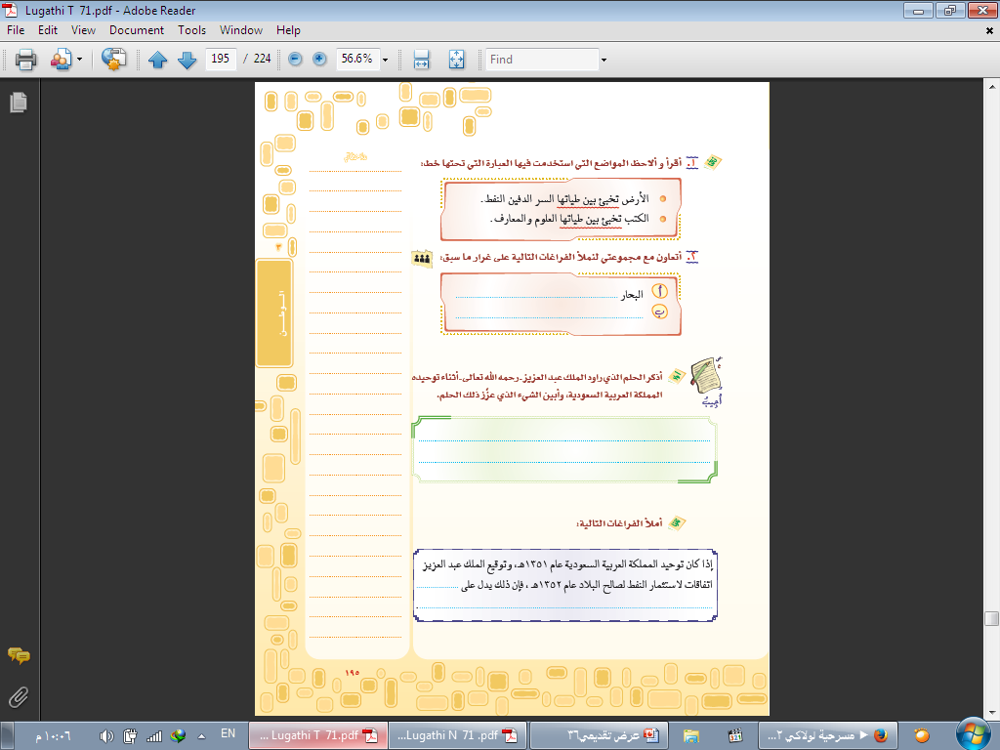 Lugathi T 71.pdf - Adobe Reader
File Edit View Document Tools Window Help
195 / 224 56.6% Find
١. أقرأ و ألاحظ المواضع التي استخدمت فيها العبارة التي تحتها خط:
الأرض تخبئ بين طياتها السر الدفين النفط.
الكتب تخبئ بين طياتها العلوم والمعارف.
٢. أتعاون مع مجموعتي لنملأ الفراغات التالية على غرار ما سبق:
أ البحار
ب
٣
الـوطـن
أُجيبُ
أذكر الحلم الذي راود الملك عبد العزيز-رحمه الله تعالى-أثناء توحيده
المملكة العربية السعودية، وأبين الشيء الذي عزَّز ذلك الحلم.
أملأ الفراغات التالية:
إذا كان توحيد المملكة العربية السعودية عام ١٣٥١هـ، وتوقيع الملك عبد العزيز
اتفاقات لاستثمار النفط لصالح البلاد عام ١٣٥٢هـ ، فإن ذلك يدل على
١٩٥
١٠:٠٦ م
EN
... Lugathi T 71.pdf
...Lugathi N 71 .pdf
عرض تقديمي٣٦
مسرحية نولاكي ٢...